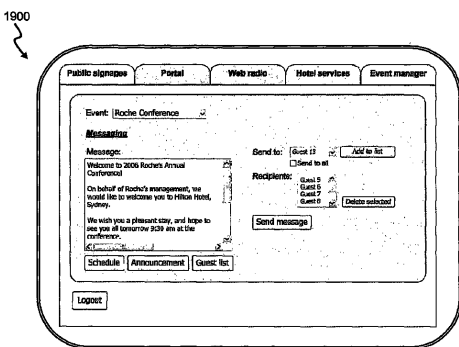 1900
Public signages Portal Web radio Hotel services Event manager
Event: Roche Conference
Messaging
Message:
Welcome to 2006 Roche's Annual
Conference!
On behalf of Roche's management, we
would like to welcome you to Hilton Hotel,
Sydney.
We wish you a pleasant stay, and hope to
see you all tomorrow 9:30 am at the
conference.
Schedule Announcement Guest list
Send to: Guest 13 Add to list
Send to all
Recipients:
Guest 5
Guest 6
Guest 7
Guest 8
Delete selected
Send message
Logout